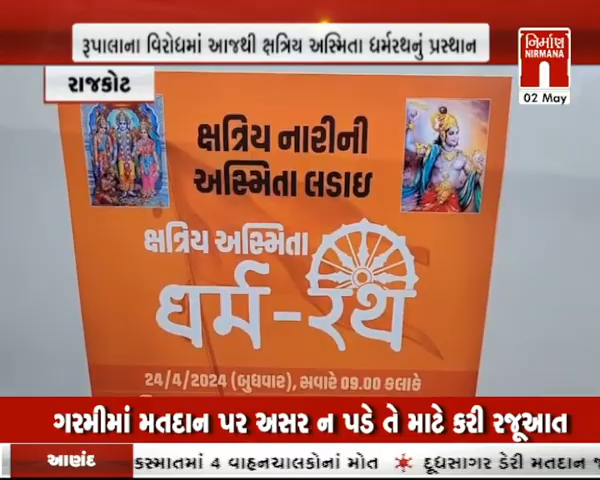 રૂપાલાના વિરોધમાં આજથી ક્ષત્રિય અસ્મિતા ધર્મરથનું પ્રસ્થાન
નિર્માણ
NIRMANA
02 May
રાજકોટ
ક્ષત્રિય નારીની
અસ્મિતા લડાઇ
ક્ષત્રિય અસ્મિતા
ધર્મ-રથ
24/4/2024 (બુધવાર), સવારે 09.00 કલાકે
ગરમીમાં મતદાન પર અસર ન પડે તે માટે કરી રજૂઆત
આણંદ
કસ્માતમાં 4 વાહનચાલકોનાં મોત
દૂધસાગર ડેરી મતદાન